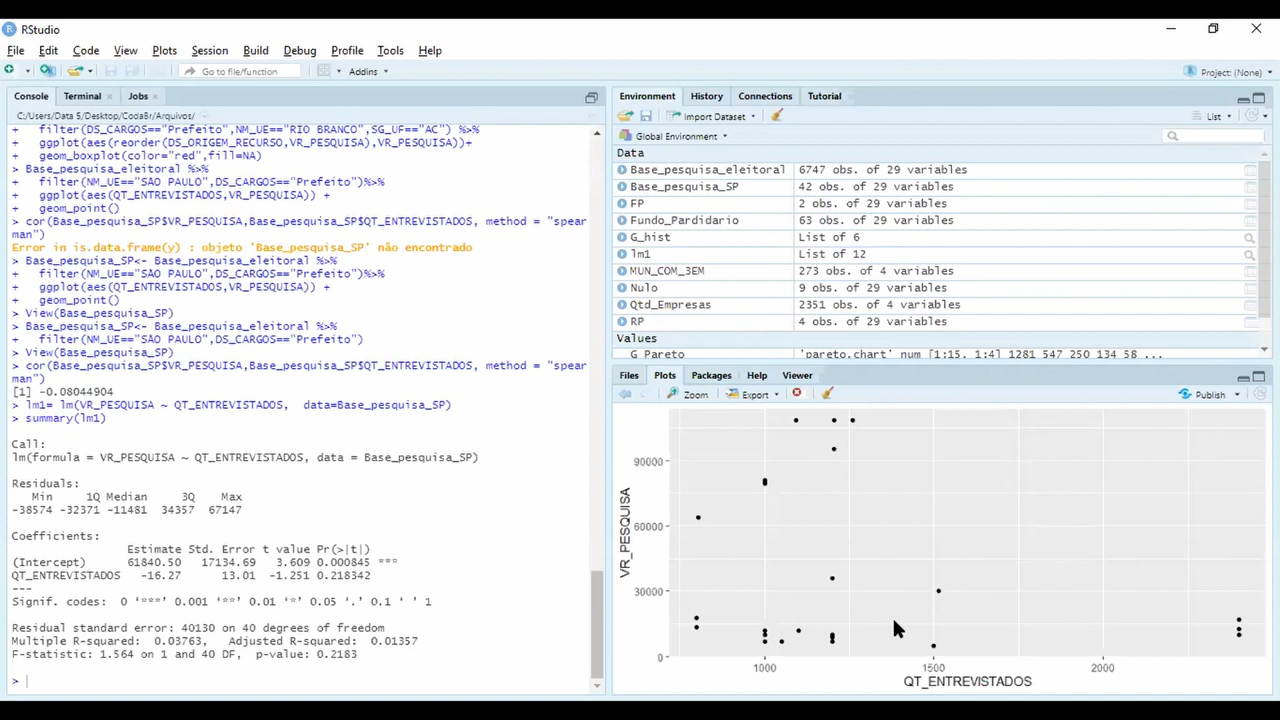 RStudio
File Edit Code View Plots Session Build Debug Profile Tools Help
Go to file/function Addins Project: (None)
Console Terminal Jobs
C:/Users/Data 5/Desktop/CodaBr/Arquivos/
+   filter(DS_CARGOS=="Prefeito",NM_UE=="RIO BRANCO",SG_UF=="AC") %>%
+   ggplot(aes(reorder(DS_ORIGEM_RECURSO,VR_PESQUISA),VR_PESQUISA))+
+   geom_boxplot(color="red",fill=NA)
> Base_pesquisa_eleitoral %>%
+   filter(NM_UE=="SÃO PAULO",DS_CARGOS=="Prefeito")%>%
+   ggplot(aes(QT_ENTREVISTADOS,VR_PESQUISA)) +
+   geom_point()
> cor(Base_pesquisa_SP$VR_PESQUISA,Base_pesquisa_SP$QT_ENTREVISTADOS, method = "spear
man")
Error in is.data.frame(y) : objeto 'Base_pesquisa_SP' não encontrado
> Base_pesquisa_SP<- Base_pesquisa_eleitoral %>%
+   filter(NM_UE=="SÃO PAULO",DS_CARGOS=="Prefeito")%>%
+   ggplot(aes(QT_ENTREVISTADOS,VR_PESQUISA)) +
+   geom_point()
> View(Base_pesquisa_SP)
> Base_pesquisa_SP<- Base_pesquisa_eleitoral %>%
+   filter(NM_UE=="SÃO PAULO",DS_CARGOS=="Prefeito")
> View(Base_pesquisa_SP)
> cor(Base_pesquisa_SP$VR_PESQUISA,Base_pesquisa_SP$QT_ENTREVISTADOS, method = "spear
man")
[1] -0.08044904
> lm1= lm(VR_PESQUISA ~ QT_ENTREVISTADOS,  data=Base_pesquisa_SP)
> summary(lm1)
Call:
lm(formula = VR_PESQUISA ~ QT_ENTREVISTADOS, data = Base_pesquisa_SP)
Residuals:
Min 1Q Median 3Q Max
-38574 -32371 -11481 34357 67147
Coefficients:
Estimate Std. Error t value Pr(>|t|)
(Intercept) 61840.50 17134.69 3.609 0.000845 ***
QT_ENTREVISTADOS -16.27 13.01 -1.251 0.218342
---
Signif. codes:  0 ‘***’ 0.001 ‘**’ 0.01 ‘*’ 0.05 ‘.’ 0.1 ‘ ’ 1
Residual standard error: 40130 on 40 degrees of freedom
Multiple R-squared:  0.03763, Adjusted R-squared:  0.01357
F-statistic: 1.564 on 1 and 40 DF,  p-value: 0.2183
>
Environment History Connections Tutorial
Import Dataset List
Global Environment
Data
Base_pesquisa_eleitoral 6747 obs. of 29 variables
Base_pesquisa_SP 42 obs. of 29 variables
FP 2 obs. of 29 variables
Fundo_Pardidario 63 obs. of 29 variables
G_hist List of 6
lm1 List of 12
MUN_COM_3EM 273 obs. of 4 variables
Nulo 9 obs. of 29 variables
Qtd_Empresas 2351 obs. of 4 variables
RP 4 obs. of 29 variables
Values
G_Pareto 'pareto.chart' num [1:15, 1:4] 1281 547 250 134 58 ...
Files Plots Packages Help Viewer
Zoom Export Publish
90000
60000
30000
0
VR_PESQUISA
1000 1500 2000
QT_ENTREVISTADOS